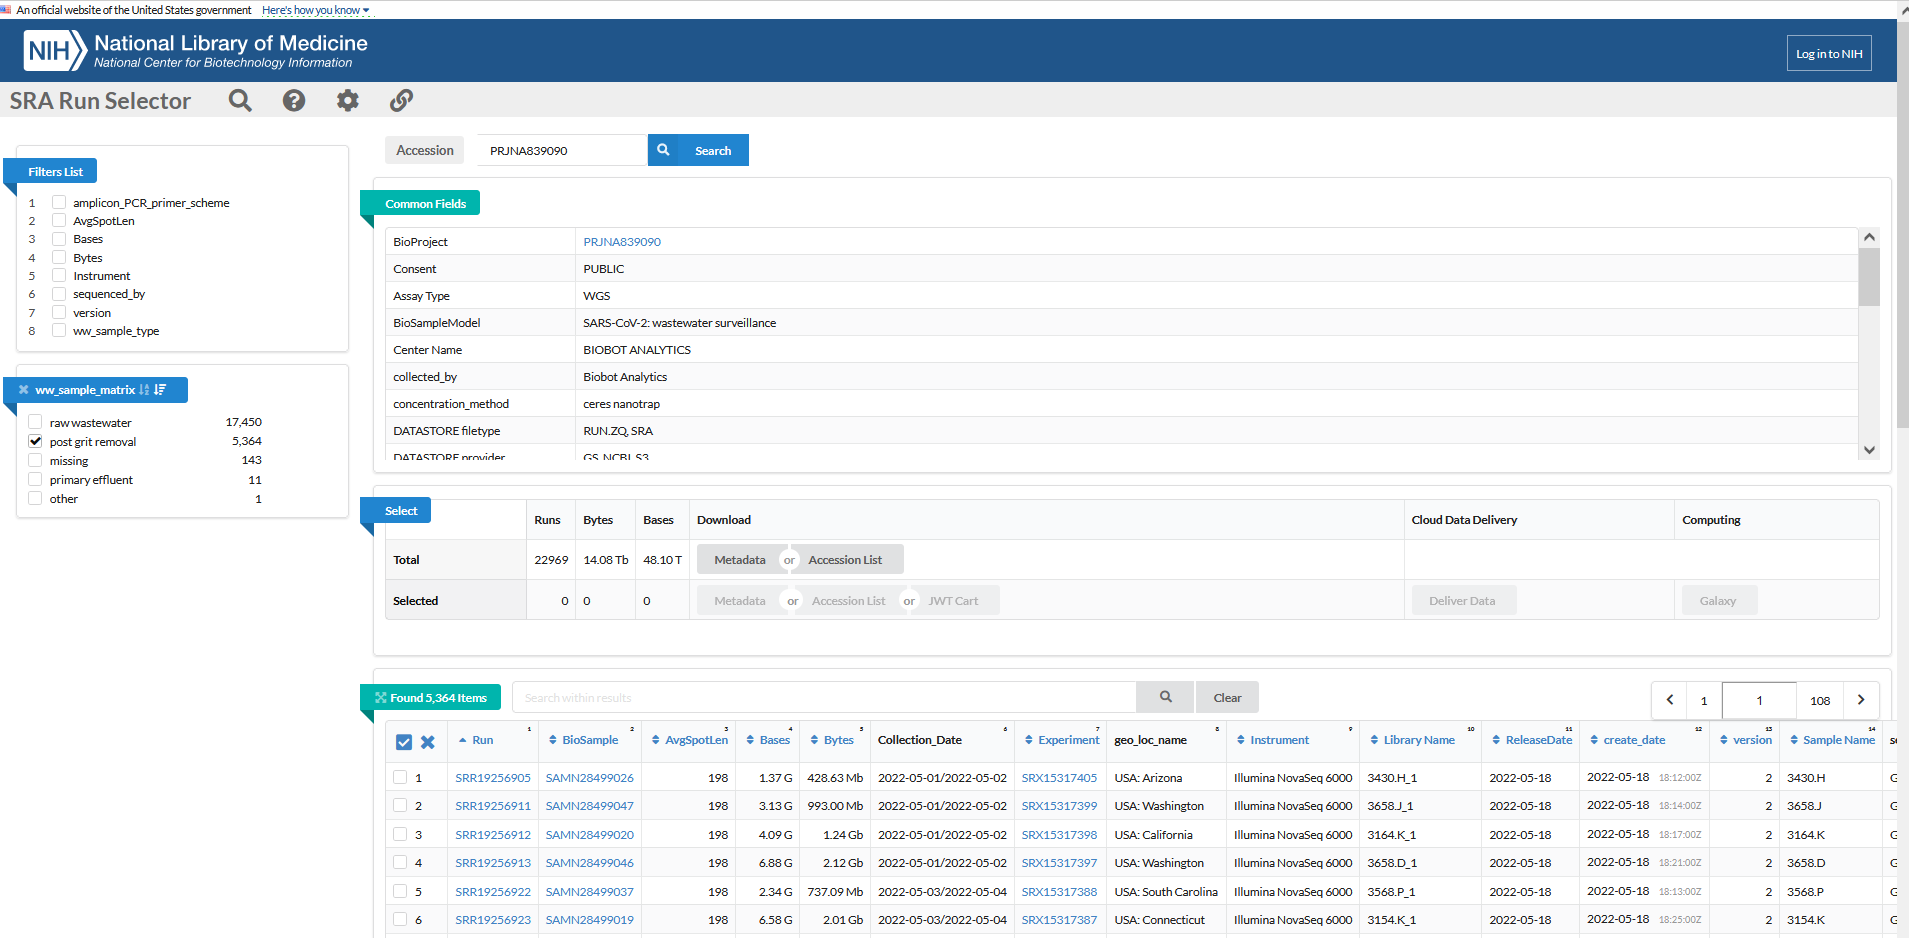 An official website of the United States government Here's how you know
NIH National Library of Medicine
National Center for Biotechnology Information
Log in to NIH
SRA Run Selector
Accession PRJNA839090 Search
Filters List
1 amplicon_PCR_primer_scheme
2 AvgSpotLen
3 Bases
4 Bytes
5 Instrument
6 sequenced_by
7 version
8 ww_sample_type
ww_sample_matrix
raw wastewater 17,450
post grit removal 5,364
missing 143
primary effluent 11
other 1
Common Fields
BioProject PRJNA839090
Consent PUBLIC
Assay Type WGS
BioSampleModel SARS-CoV-2: wastewater surveillance
Center Name BIOBOT ANALYTICS
collected_by Biobot Analytics
concentration_method ceres nanotrap
DATASTORE filetype RUN.ZQ, SRA
DATASTORE provider GS, NCBI, S3
Select
Runs Bytes Bases Download Cloud Data Delivery Computing
Total 22969 14.08 Tb 48.10 T Metadata or Accession List
Selected 0 0 0 Metadata or Accession List or JWT Cart Deliver Data Galaxy
Found 5,364 Items Search within results Clear 1 1 108
Run 1 BioSample 2 AvgSpotLen 3 Bases 4 Bytes 5 Collection_Date 6 Experiment 7 geo_loc_name 8 Instrument 9 Library Name 10 ReleaseDate 11 create_date 12 version 13 Sample Name 14
1 SRR19256905 SAMN28499026 198 1.37 G 428.63 Mb 2022-05-01/2022-05-02 SRX15317405 USA: Arizona Illumina NovaSeq 6000 3430.H_1 2022-05-18 2022-05-18 18:12:00Z 2 3430.H G
2 SRR19256911 SAMN28499047 198 3.13 G 993.00 Mb 2022-05-01/2022-05-02 SRX15317399 USA: Washington Illumina NovaSeq 6000 3658.J_1 2022-05-18 2022-05-18 18:14:00Z 2 3658.J G
3 SRR19256912 SAMN28499020 198 4.09 G 1.24 Gb 2022-05-01/2022-05-02 SRX15317398 USA: California Illumina NovaSeq 6000 3164.K_1 2022-05-18 2022-05-18 18:17:00Z 2 3164.K G
4 SRR19256913 SAMN28499046 198 6.88 G 2.12 Gb 2022-05-01/2022-05-02 SRX15317397 USA: Washington Illumina NovaSeq 6000 3658.D_1 2022-05-18 2022-05-18 18:21:00Z 2 3658.D G
5 SRR19256922 SAMN28499037 198 2.34 G 737.09 Mb 2022-05-03/2022-05-04 SRX15317388 USA: South Carolina Illumina NovaSeq 6000 3568.P_1 2022-05-18 2022-05-18 18:13:00Z 2 3568.P G
6 SRR19256923 SAMN28499019 198 6.58 G 2.01 Gb 2022-05-03/2022-05-04 SRX15317387 USA: Connecticut Illumina NovaSeq 6000 3154.K_1 2022-05-18 2022-05-18 18:25:00Z 2 3154.K G